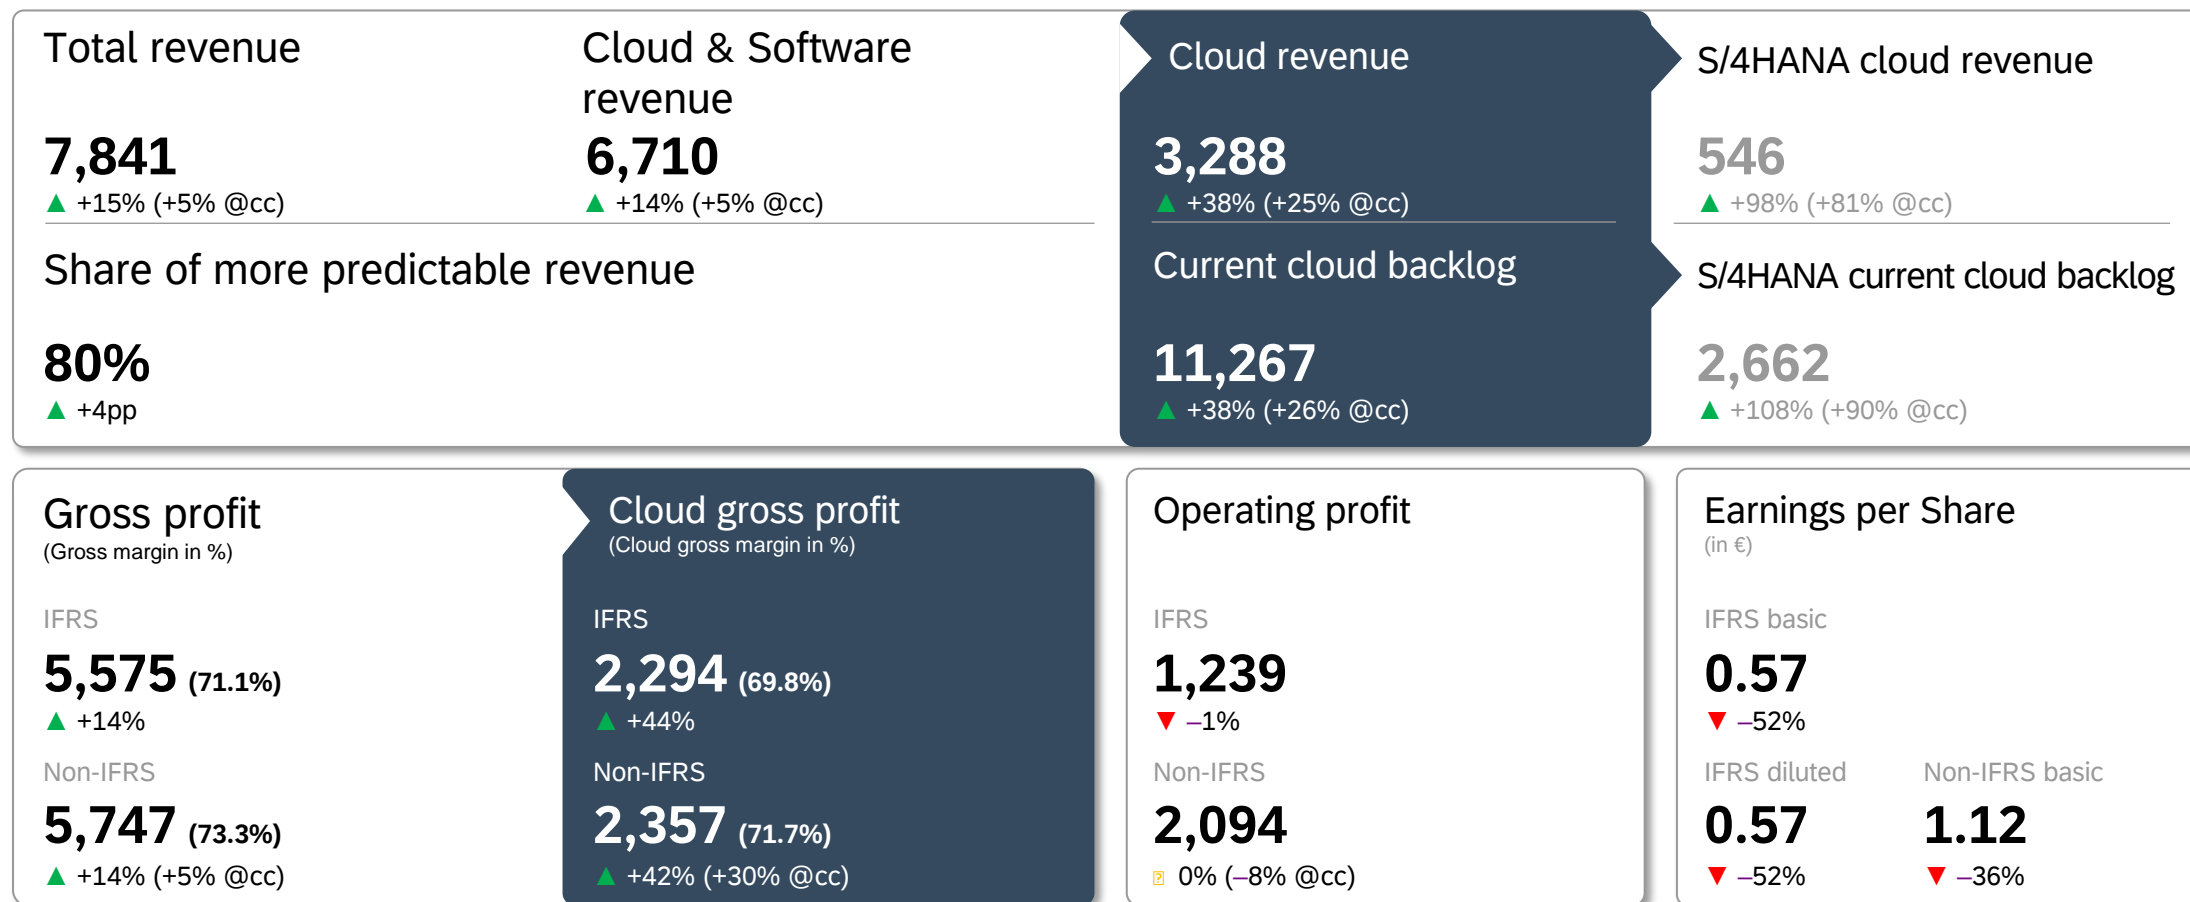 Total revenue
7,841
▲ +15% (+5% @cc)
Cloud & Software
revenue
6,710
▲ +14% (+5% @cc)
Share of more predictable revenue
80%
▲ +4pp
Cloud revenue
3,288
▲ +38% (+25% @cc)
Current cloud backlog
11,267
▲ +38% (+26% @cc)
S/4HANA cloud revenue
546
▲ +98% (+81% @cc)
S/4HANA current cloud backlog
2,662
▲ +108% (+90% @cc)
Gross profit
(Gross margin in %)
IFRS
5,575 (71.1%)
▲ +14%
Non-IFRS
5,747 (73.3%)
▲ +14% (+5% @cc)
Cloud gross profit
(Cloud gross margin in %)
IFRS
2,294 (69.8%)
▲ +44%
Non-IFRS
2,357 (71.7%)
▲ +42% (+30% @cc)
Operating profit
IFRS
1,239
▼ –1%
Non-IFRS
2,094
0% (–8% @cc)
Earnings per Share
(in €)
IFRS basic
0.57
▼ –52%
IFRS diluted
0.57
▼ –52%
Non-IFRS basic
1.12
▼ –36%